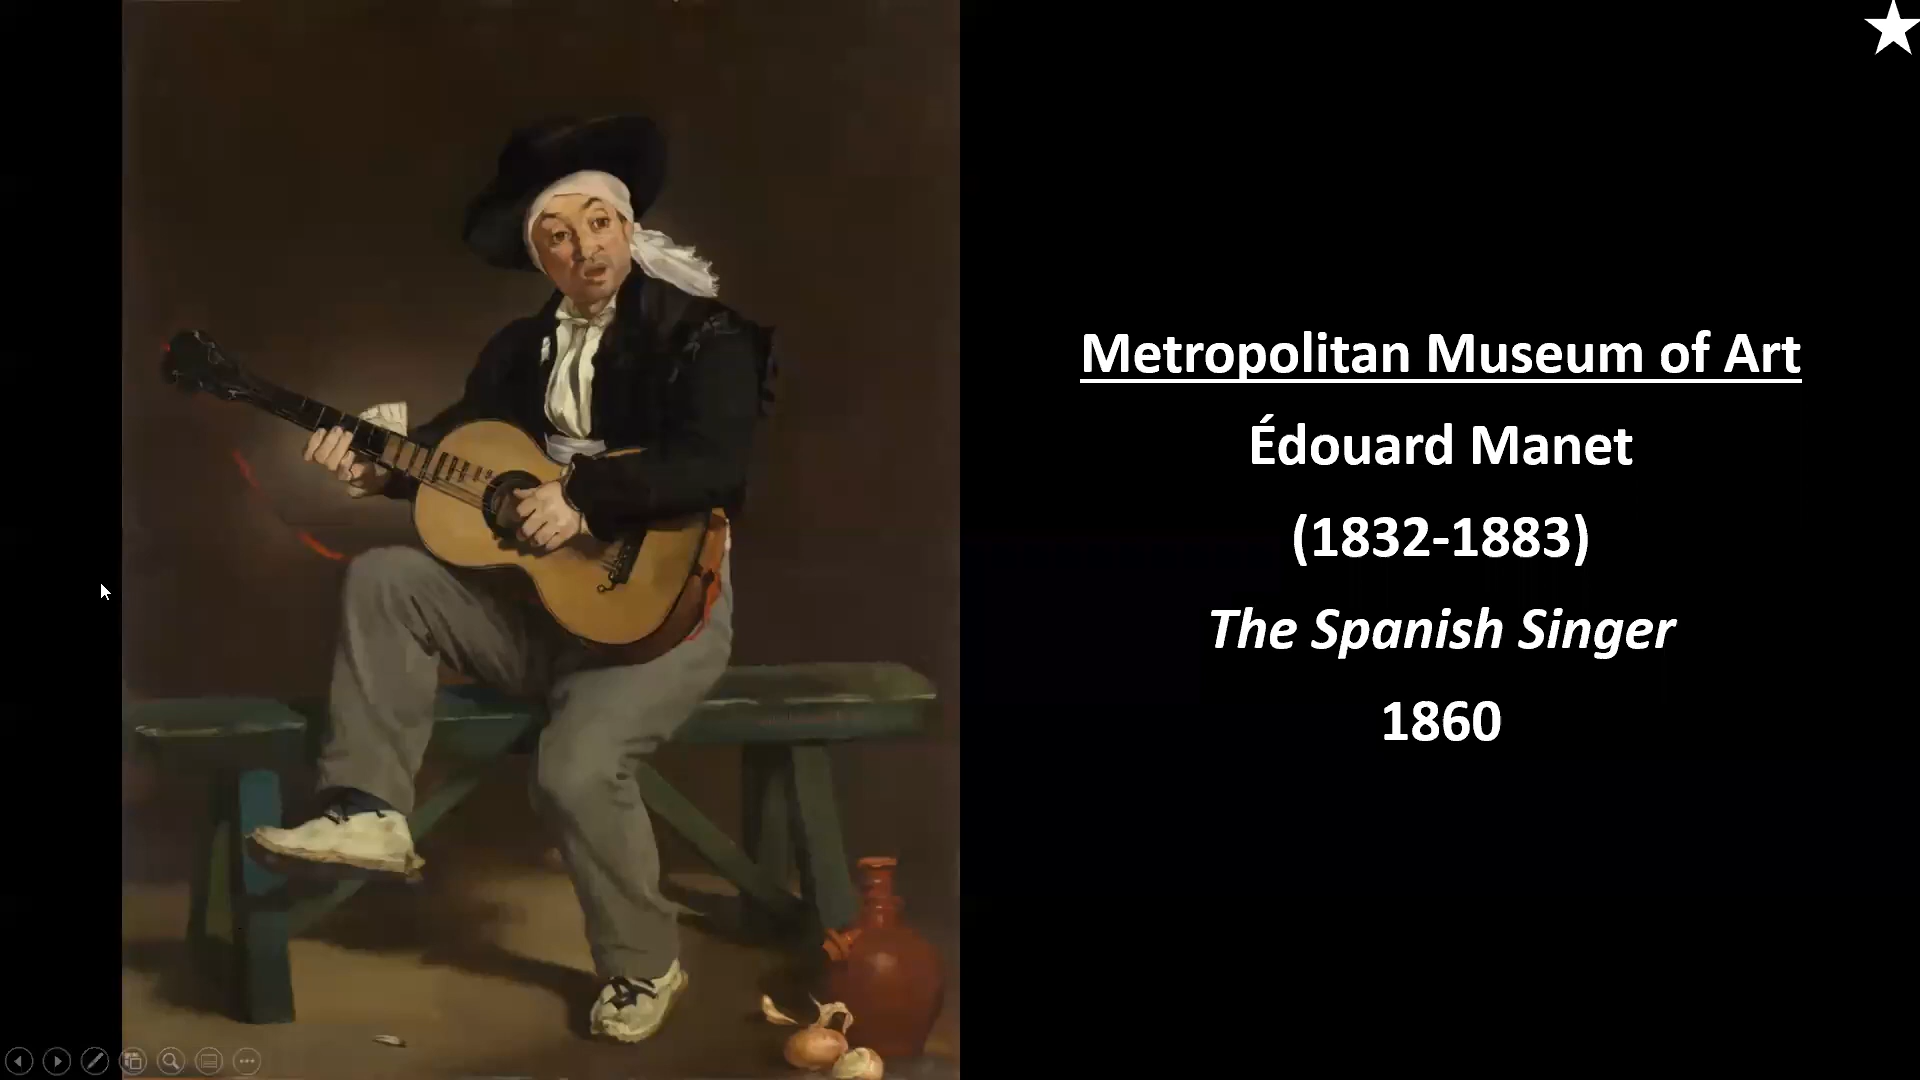 Metropolitan Museum of Art
Édouard Manet
(1832-1883)
The Spanish Singer
1860